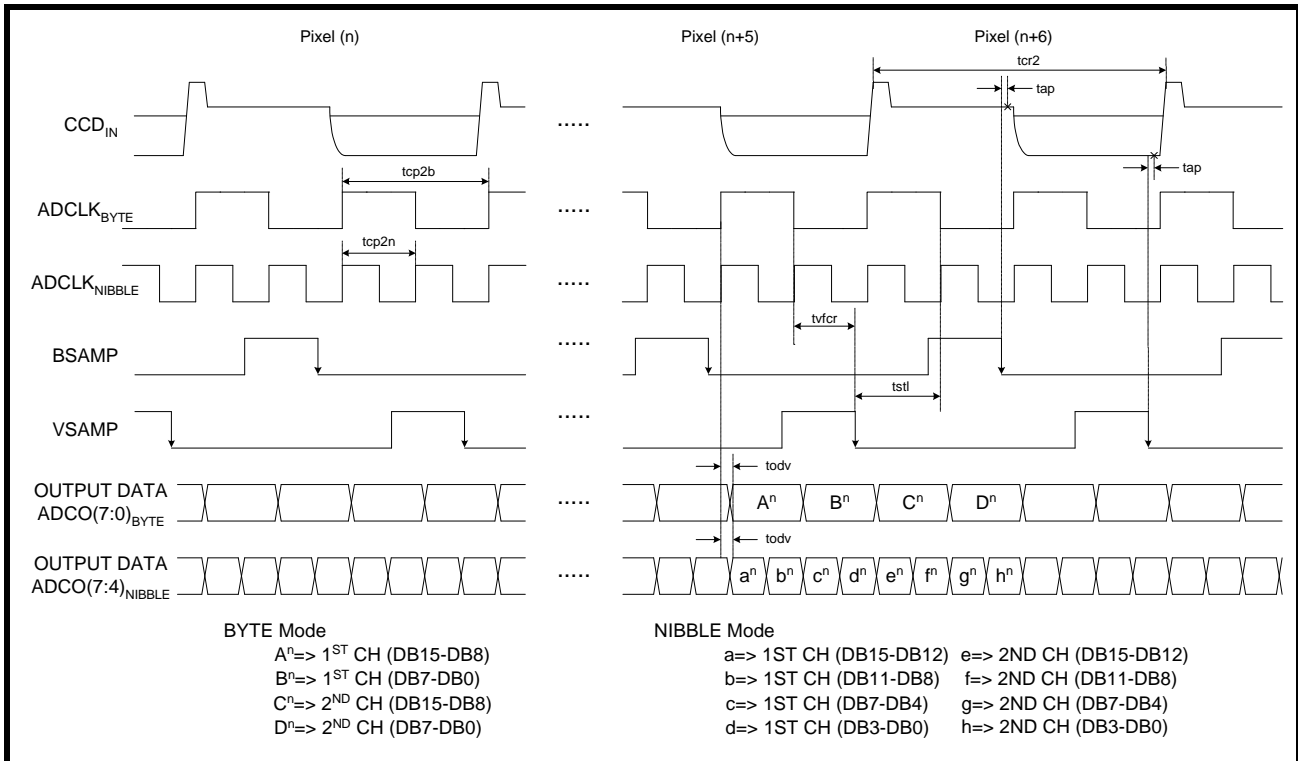 Pixel (n) Pixel (n+5) Pixel (n+6)
tcr2
tap
CCDIN
.....
tap
tcp2b
ADCLKBYTE
.....
tcp2n
ADCLKNIBBLE
.....
tvfcr
BSAMP
.....
tstl
VSAMP
.....
todv
OUTPUT DATA
ADCO(7:0)BYTE
.....
Aⁿ Bⁿ Cⁿ Dⁿ
todv
OUTPUT DATA
ADCO(7:4)NIBBLE
.....
aⁿ bⁿ cⁿ dⁿ eⁿ fⁿ gⁿ hⁿ
BYTE Mode
Aⁿ=> 1ST CH (DB15-DB8)
Bⁿ=> 1ST CH (DB7-DB0)
Cⁿ=> 2ND CH (DB15-DB8)
Dⁿ=> 2ND CH (DB7-DB0)
NIBBLE Mode
a=> 1ST CH (DB15-DB12) e=> 2ND CH (DB15-DB12)
b=> 1ST CH (DB11-DB8) f=> 2ND CH (DB11-DB8)
c=> 1ST CH (DB7-DB4) g=> 2ND CH (DB7-DB4)
d=> 1ST CH (DB3-DB0) h=> 2ND CH (DB3-DB0)